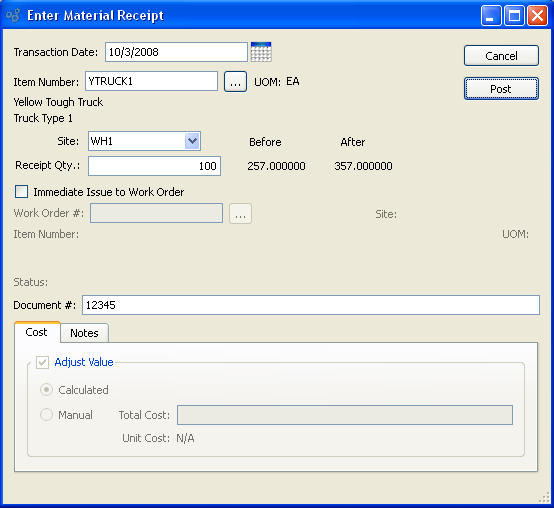 Enter Material Receipt
Transaction Date: 10/3/2008
Cancel
Item Number: YTRUCK1 ... UOM: EA
Post
Yellow Tough Truck
Truck Type 1
Site: WH1 Before After
Receipt Qty.: 100 257.000000 357.000000
Immediate Issue to Work Order
Work Order #: ... Site:
Item Number: UOM:
Status:
Document #: 12345
Cost Notes
Adjust Value
Calculated
Manual Total Cost:
Unit Cost: N/A